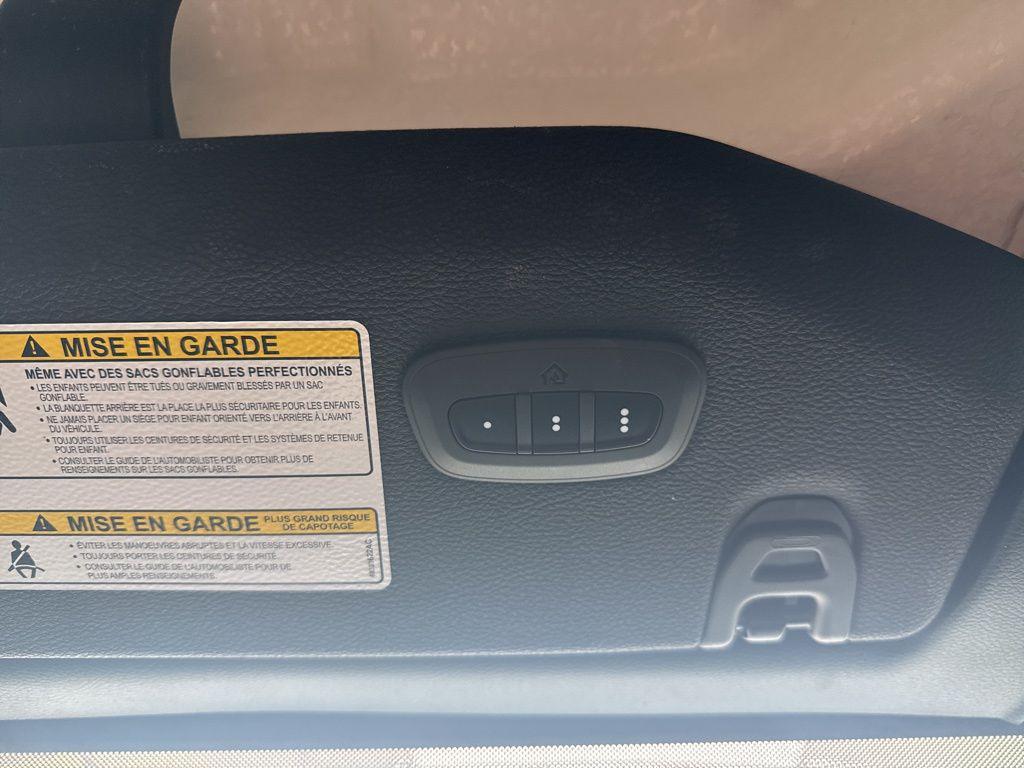 MISE EN GARDE
MÊME AVEC DES SACS GONFLABLES PERFECTIONNÉS
• LES ENFANTS PEUVENT ÊTRE TUÉS OU GRAVEMENT BLESSÉS PAR UN SAC
GONFLABLE.
• LA BLANQUETTE ARRIÈRE EST LA PLACE LA PLUS SÉCURITAIRE POUR LES ENFANTS.
• NE JAMAIS PLACER UN SIÈGE POUR ENFANT ORIENTÉ VERS L'ARRIÈRE À L'AVANT
DU VÉHICULE.
• TOUJOURS UTILISER LES CEINTURES DE SÉCURITÉ ET LES SYSTÈMES DE RETENUE
POUR ENFANT.
• CONSULTER LE GUIDE DE L'AUTOMOBILISTE POUR OBTENIR PLUS DE
RENSEIGNEMENTS SUR LES SACS GONFLABLES.
MISE EN GARDE PLUS GRAND RISQUE
DE CAPOTAGE
• ÉVITER LES MANOEUVRES ABRUPTES ET LA VITESSE EXCESSIVE.
• TOUJOURS PORTER LES CEINTURES DE SÉCURITÉ.
• CONSULTER LE GUIDE DE L'AUTOMOBILISTE POUR DE
PLUS AMPLES RENSEIGNEMENTS.